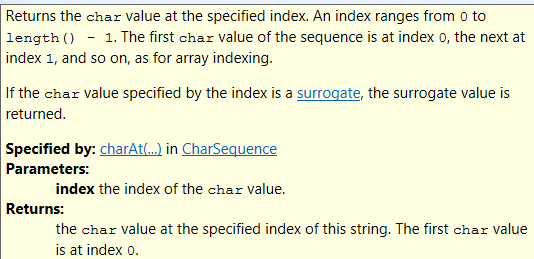 Returns the char value at the specified index. An index ranges from 0 to
length() - 1. The first char value of the sequence is at index 0, the next at
index 1, and so on, as for array indexing.
If the char value specified by the index is a surrogate, the surrogate value is
returned.
Specified by: charAt(...) in CharSequence
Parameters:
index the index of the char value.
Returns:
the char value at the specified index of this string. The first char value
is at index 0.